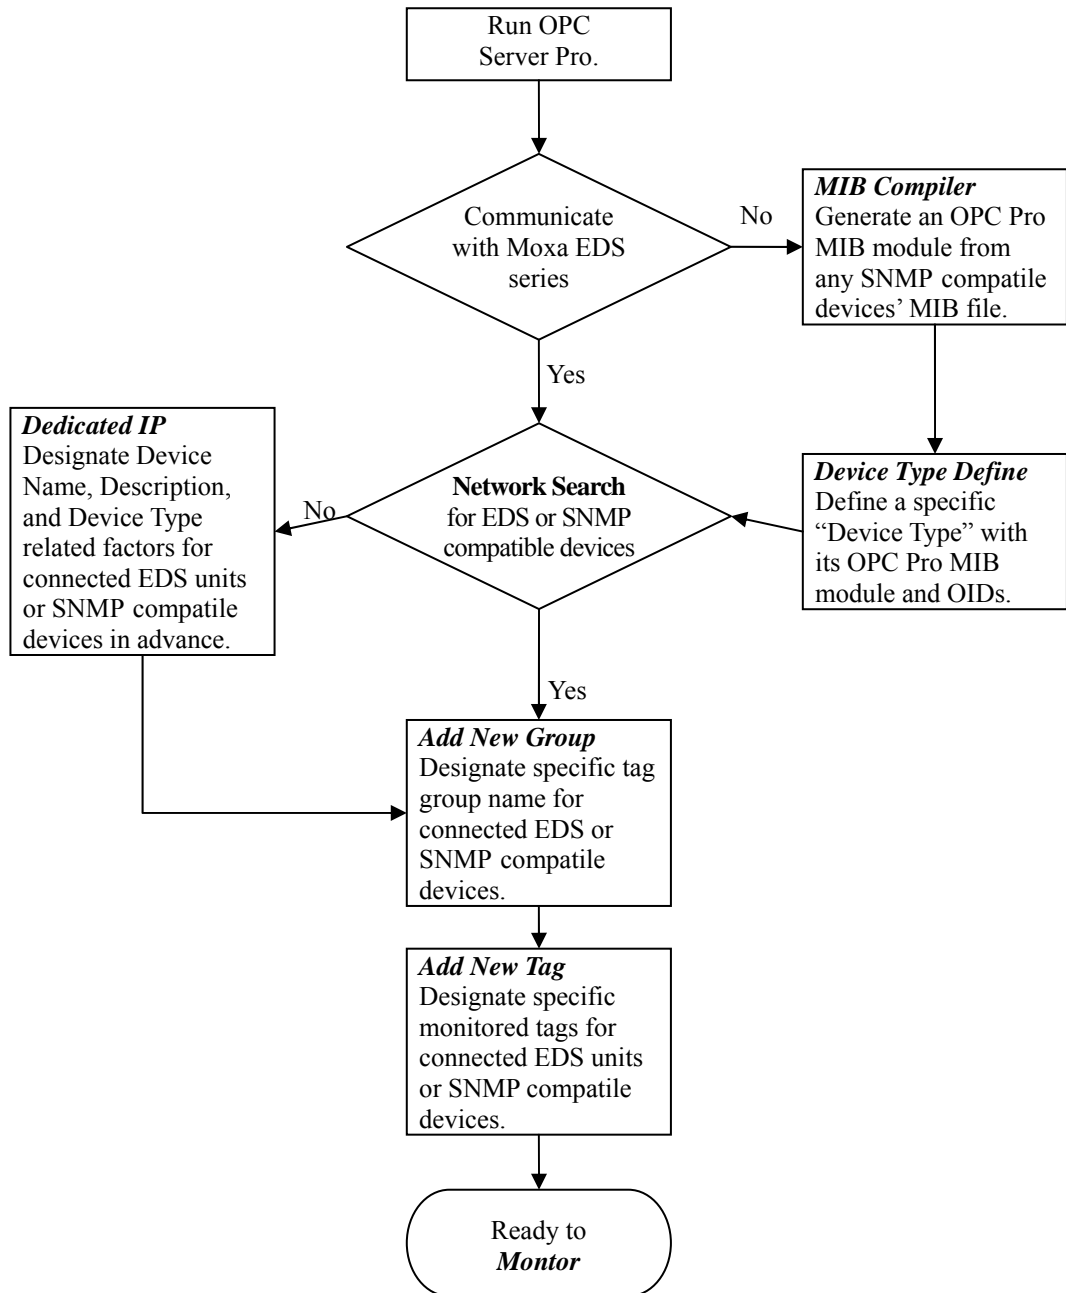 Run OPC
Server Pro.
Communicate
with Moxa EDS
series
No
MIB Compiler
Generate an OPC Pro
MIB module from
any SNMP compatile
devices’ MIB file.
Yes
Dedicated IP
Designate Device
Name, Description,
and Device Type
related factors for
connected EDS units
or SNMP compatile
devices in advance.
No
Network Search
for EDS or SNMP
compatible devices
Device Type Define
Define a specific
“Device Type” with
its OPC Pro MIB
module and OIDs.
Yes
Add New Group
Designate specific tag
group name for
connected EDS or
SNMP compatile
devices.
Add New Tag
Designate specific
monitored tags for
connected EDS units
or SNMP compatile
devices.
Ready to
Montor